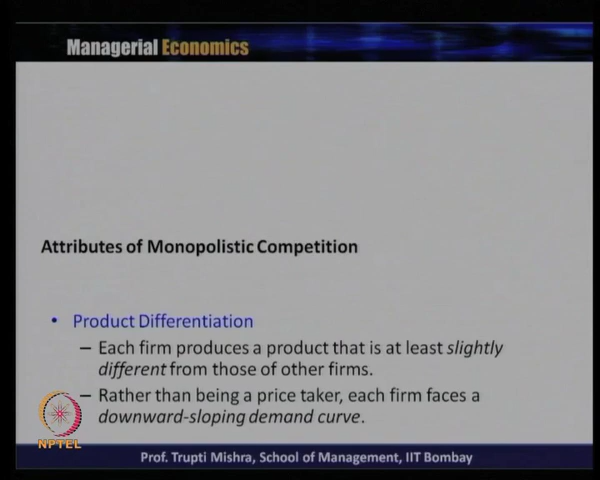 Managerial Economics
Attributes of Monopolistic Competition
• Product Differentiation
– Each firm produces a product that is at least slightly
different from those of other firms.
– Rather than being a price taker, each firm faces a
downward-sloping demand curve.
NPTEL
Prof. Trupti Mishra, School of Management, IIT Bombay